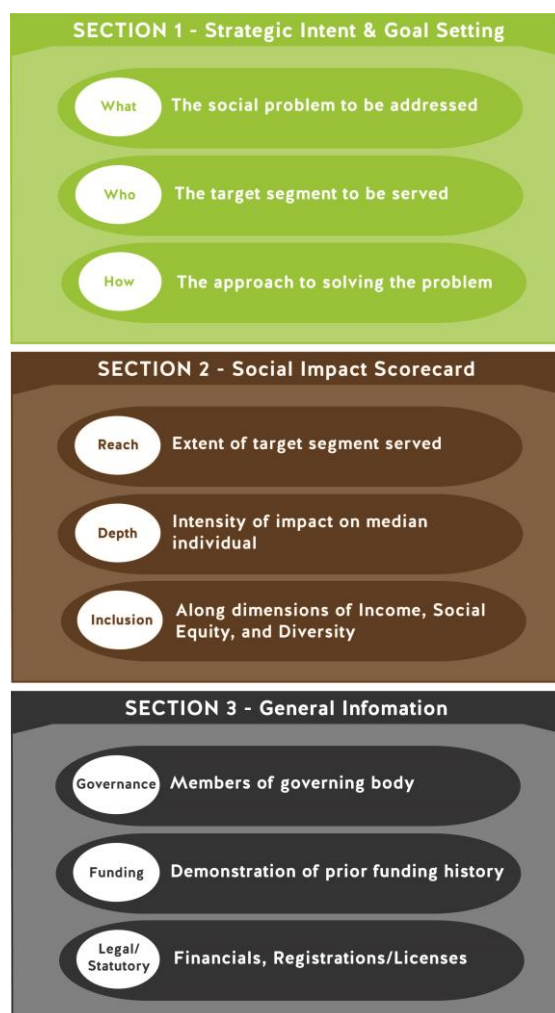 SECTION 1 - Strategic Intent & Goal Setting
What
The social problem to be addressed
Who
The target segment to be served
How
The approach to solving the problem
SECTION 2 - Social Impact Scorecard
Reach
Extent of target segment served
Depth
Intensity of impact on median
individual
Inclusion
Along dimensions of Income, Social
Equity, and Diversity
SECTION 3 - General Infomation
Governance
Members of governing body
Funding
Demonstration of prior funding history
Legal/
Statutory
Financials, Registrations/Licenses